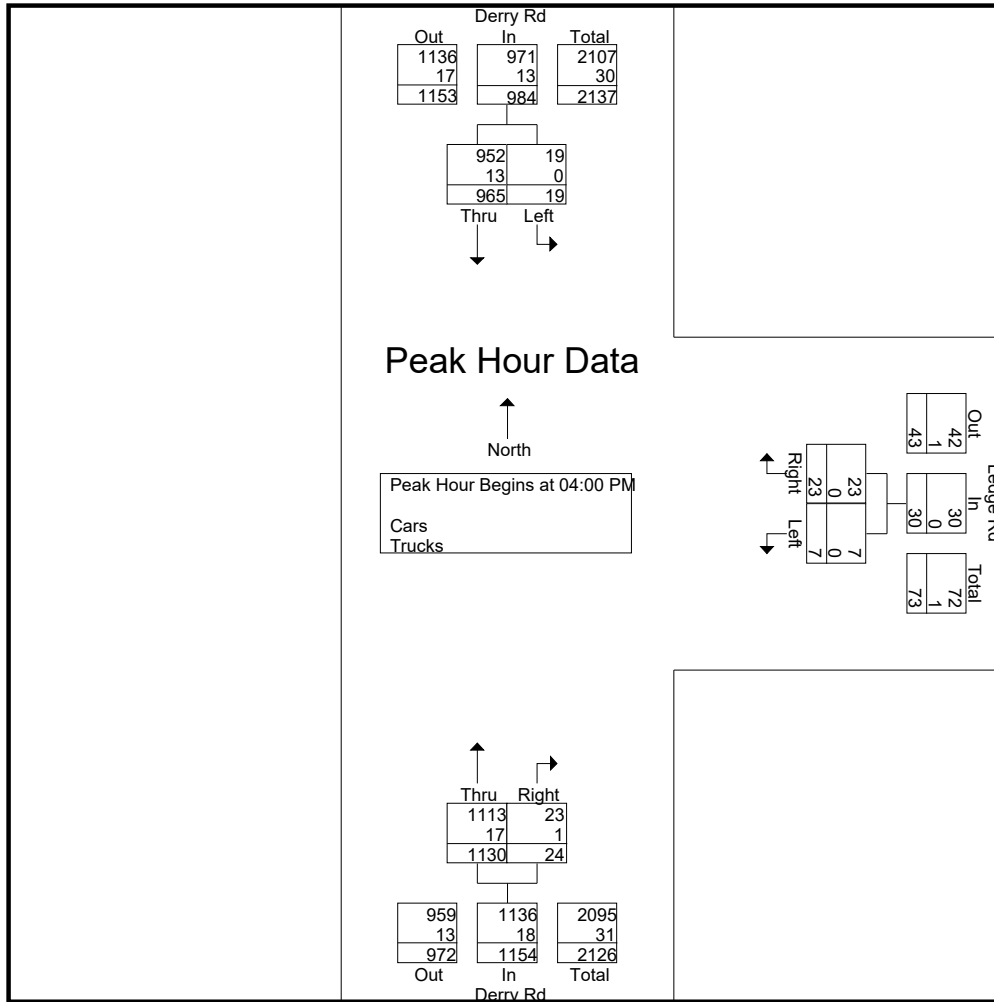 Derry Rd
Out In Total
1136 971 2107
17 13 30
1153 984 2137
952 19
13 0
965 19
Thru Left
Peak Hour Data
North
Peak Hour Begins at 04:00 PM
Cars
Trucks
Right Left
23 7
0 0
23 7
Ledge Rd
Out In Total
42 30 72
1 0 1
43 30 73
Thru Right
1113 23
17 1
1130 24
959 1136 2095
13 18 31
972 1154 2126
Out In Total
Derry Rd